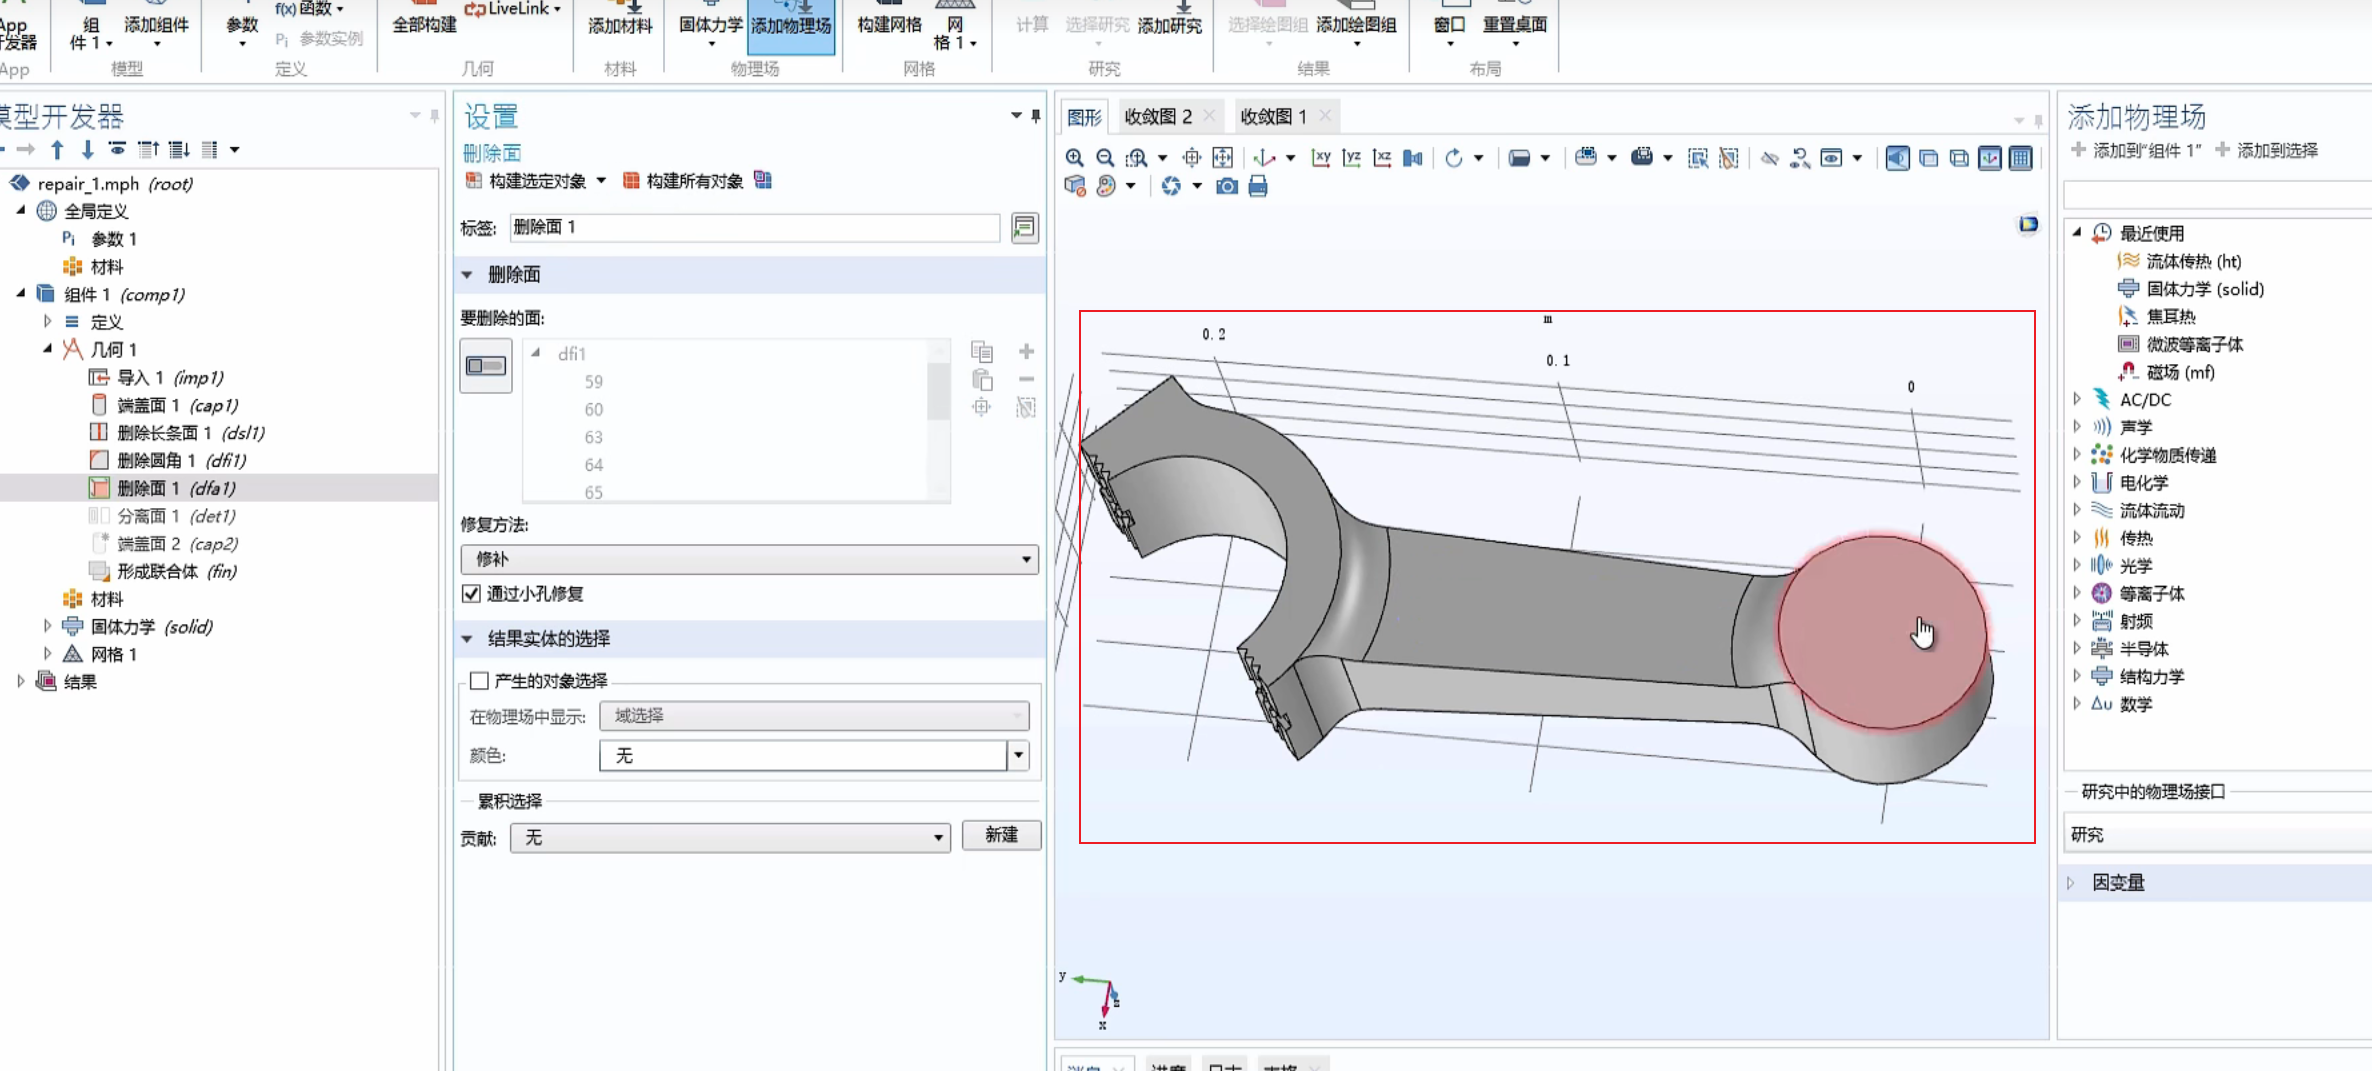 f(x) 函数
LiveLink
App
开发器
组
件 1
添加组件
参数
Pi 参数实例
全部构建
添加材料
固体力学
添加物理场
构建网格
网
格 1
计算
选择研究
添加研究
选择绘图组
添加绘图组
窗口
重置桌面
App
模型
定义
几何
材料
物理场
网格
研究
结果
布局
模型开发器
repair_1.mph (root)
全局定义
Pi 参数 1
材料
组件 1 (comp1)
定义
几何 1
导入 1 (imp1)
端盖面 1 (cap1)
删除长条面 1 (dsl1)
删除圆角 1 (dfi1)
删除面 1 (dfa1)
分离面 1 (det1)
端盖面 2 (cap2)
形成联合体 (fin)
材料
固体力学 (solid)
网格 1
结果
设置
删除面
构建选定对象
构建所有对象
标签: 删除面 1
删除面
要删除的面:
dfi1
59
60
63
64
65
修复方法:
修补
通过小孔修复
结果实体的选择
产生的对象选择
在物理场中显示: 域选择
颜色: 无
累积选择
贡献: 无 新建
图形
收敛图 2
收敛图 1
xy yz xz
m
0.2
0.1
0
y
z
x
消息
进度
日志
表格
添加物理场
添加到"组件 1"
添加到选择
最近使用
流体传热 (ht)
固体力学 (solid)
焦耳热
微波等离子体
磁场 (mf)
AC/DC
声学
化学物质传递
电化学
流体流动
传热
光学
等离子体
射频
半导体
结构力学
Δu 数学
研究中的物理场接口
研究
因变量